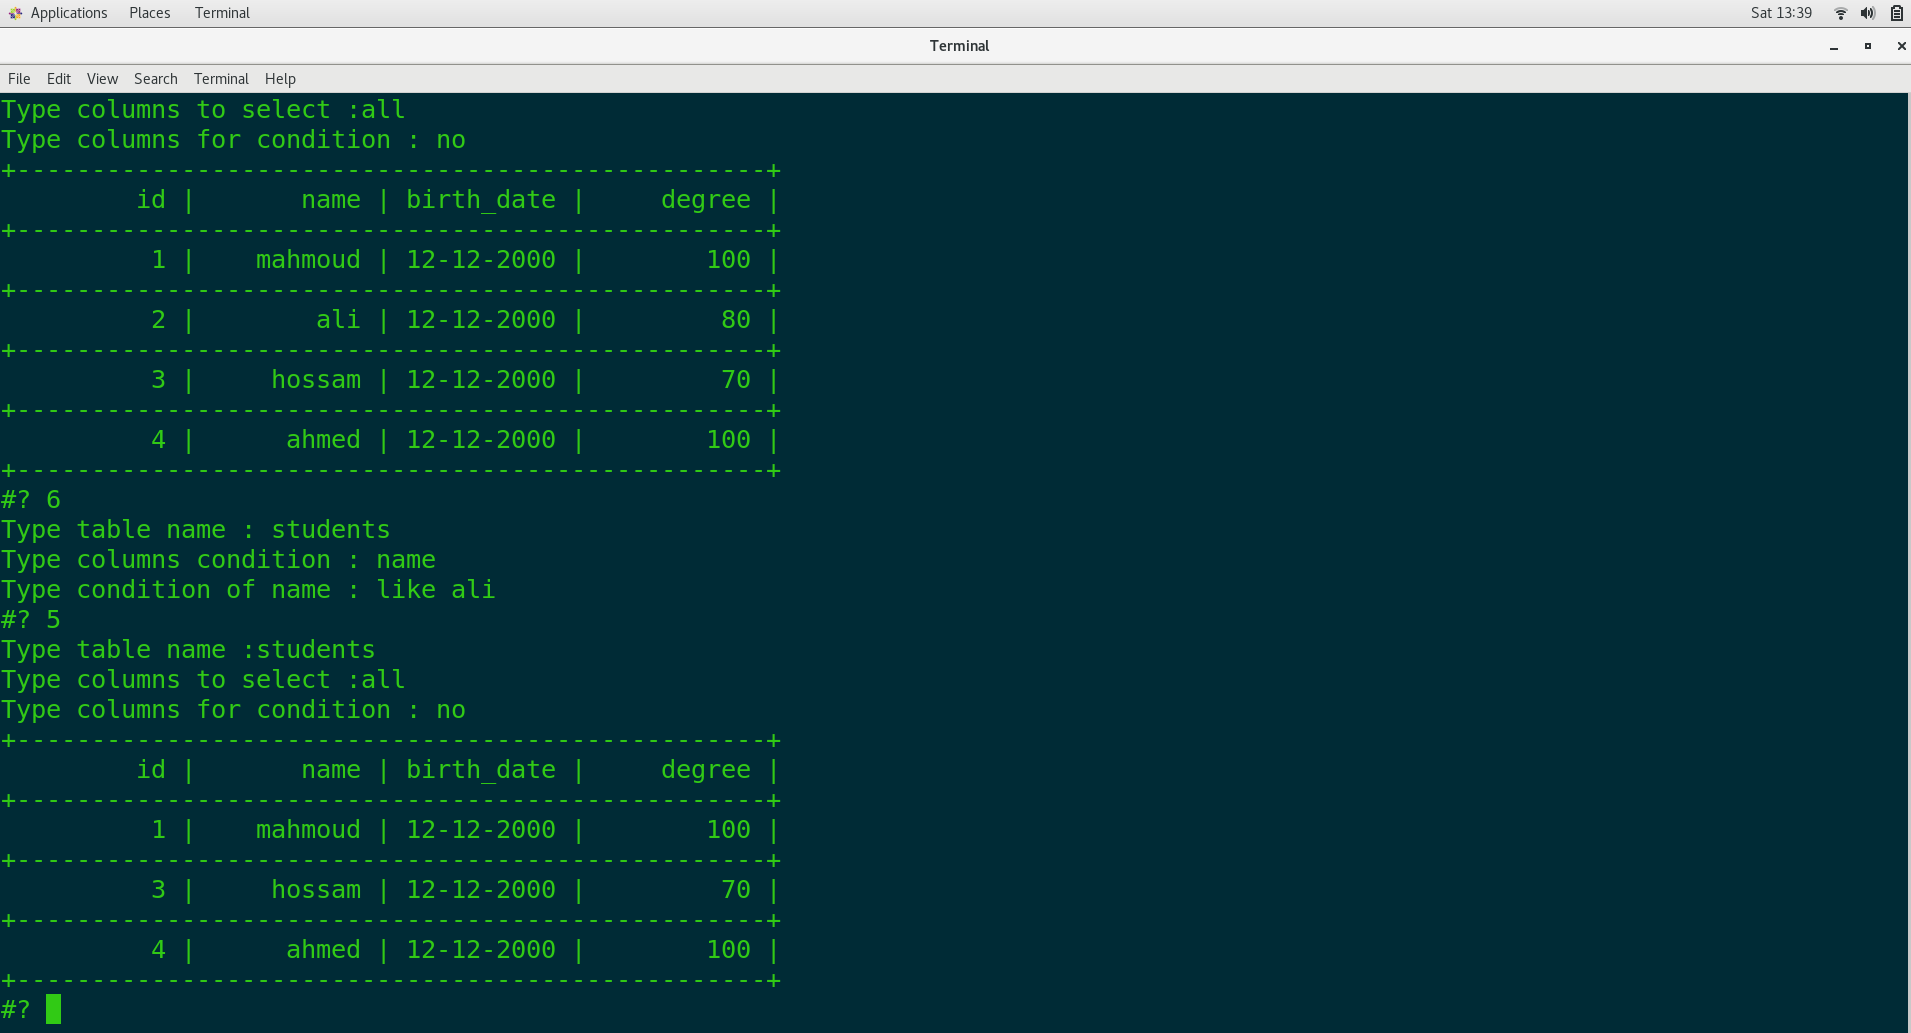 Applications Places Terminal Sat 13:39
Terminal
File Edit View Search Terminal Help
Type columns to select :all
Type columns for condition : no
+--------------------------------------------------+
         id |       name | birth_date |     degree |
+--------------------------------------------------+
          1 |    mahmoud | 12-12-2000 |        100 |
+--------------------------------------------------+
          2 |        ali | 12-12-2000 |         80 |
+--------------------------------------------------+
          3 |     hossam | 12-12-2000 |         70 |
+--------------------------------------------------+
          4 |      ahmed | 12-12-2000 |        100 |
+--------------------------------------------------+
#? 6
Type table name : students
Type columns condition : name
Type condition of name : like ali
#? 5
Type table name :students
Type columns to select :all
Type columns for condition : no
+--------------------------------------------------+
         id |       name | birth_date |     degree |
+--------------------------------------------------+
          1 |    mahmoud | 12-12-2000 |        100 |
+--------------------------------------------------+
          3 |     hossam | 12-12-2000 |         70 |
+--------------------------------------------------+
          4 |      ahmed | 12-12-2000 |        100 |
+--------------------------------------------------+
#?